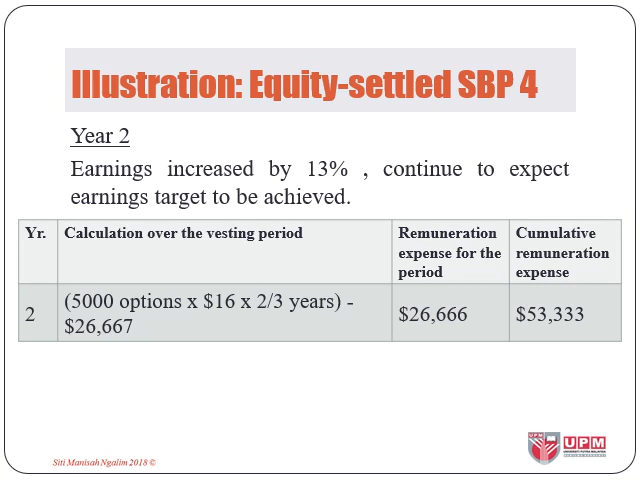 Illustration: Equity-settled SBP 4
Year 2
Earnings increased by 13% , continue to expect
earnings target to be achieved.
Yr. Calculation over the vesting period Remuneration expense for the period Cumulative remuneration expense
2 (5000 options x $16 x 2/3 years) - $26,667 $26,666 $53,333
Siti Manisah Ngalim 2018 ©
UPM
UPM